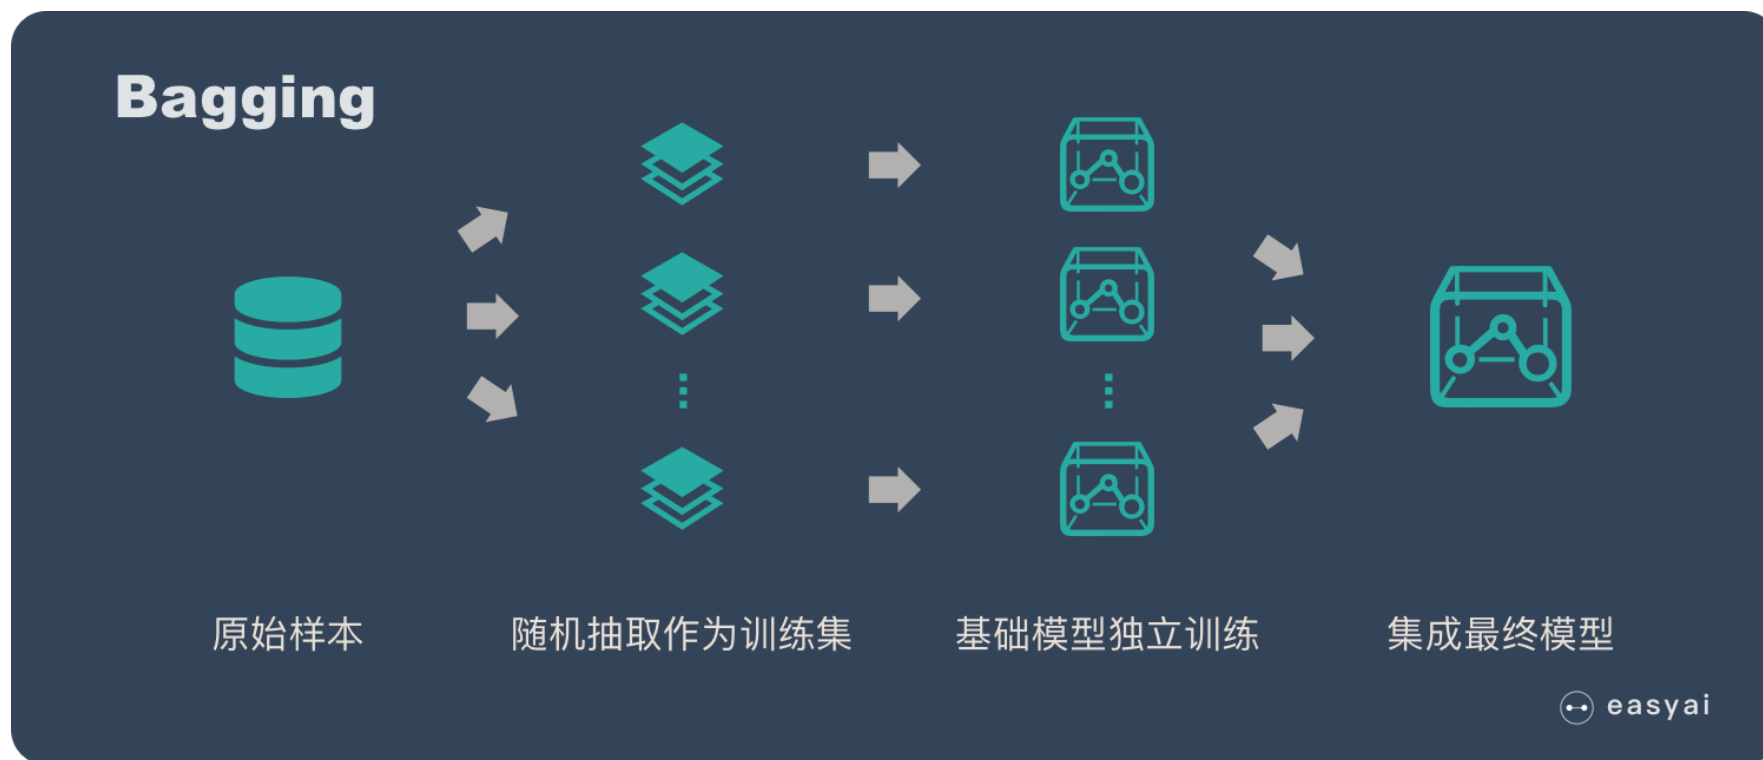 Bagging
原始样本
随机抽取作为训练集
基础模型独立训练
集成最终模型
easyai